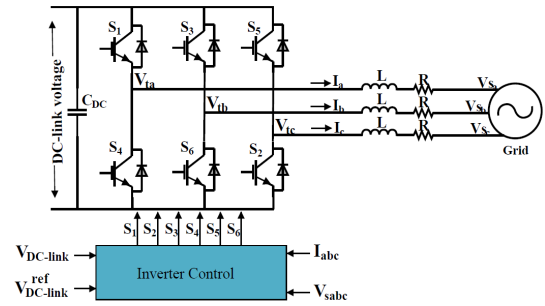 S1 S3 S5
DC-link voltage
CDC
Vta Ia L R VSa
Vtb Ib L R VSb
Vtc Ic L R VSc
Grid
S4 S6 S2
S1 S2 S3 S4 S5 S6
VDC-link
Inverter Control
Iabc
VDC-link ref
Vsabc